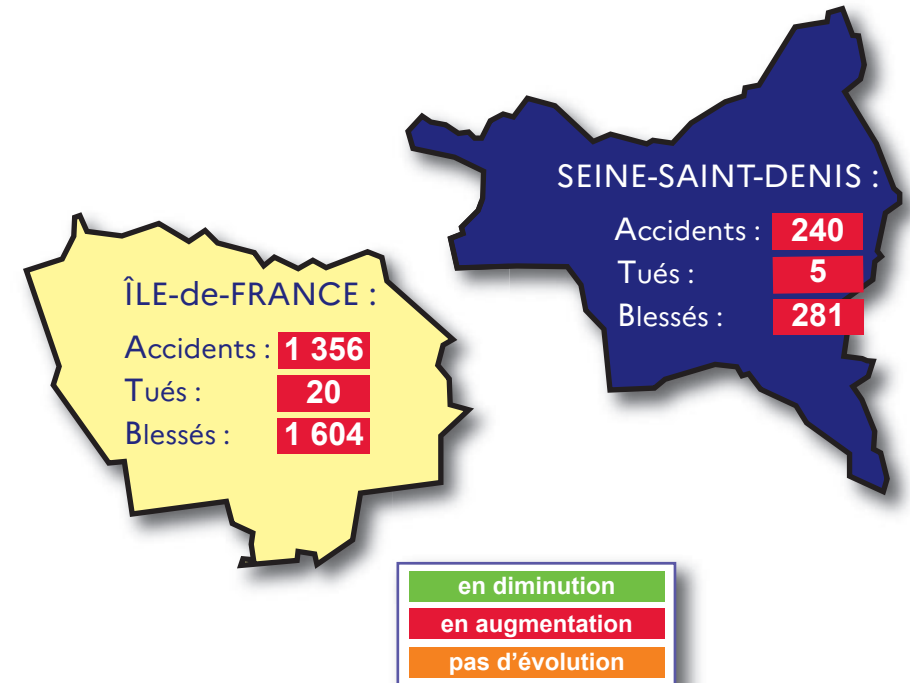 SEINE-SAINT-DENIS :
Accidents : 240
Tués : 5
Blessés : 281
ÎLE-de-FRANCE :
Accidents : 1 356
Tués : 20
Blessés : 1 604
en diminution
en augmentation
pas d’évolution